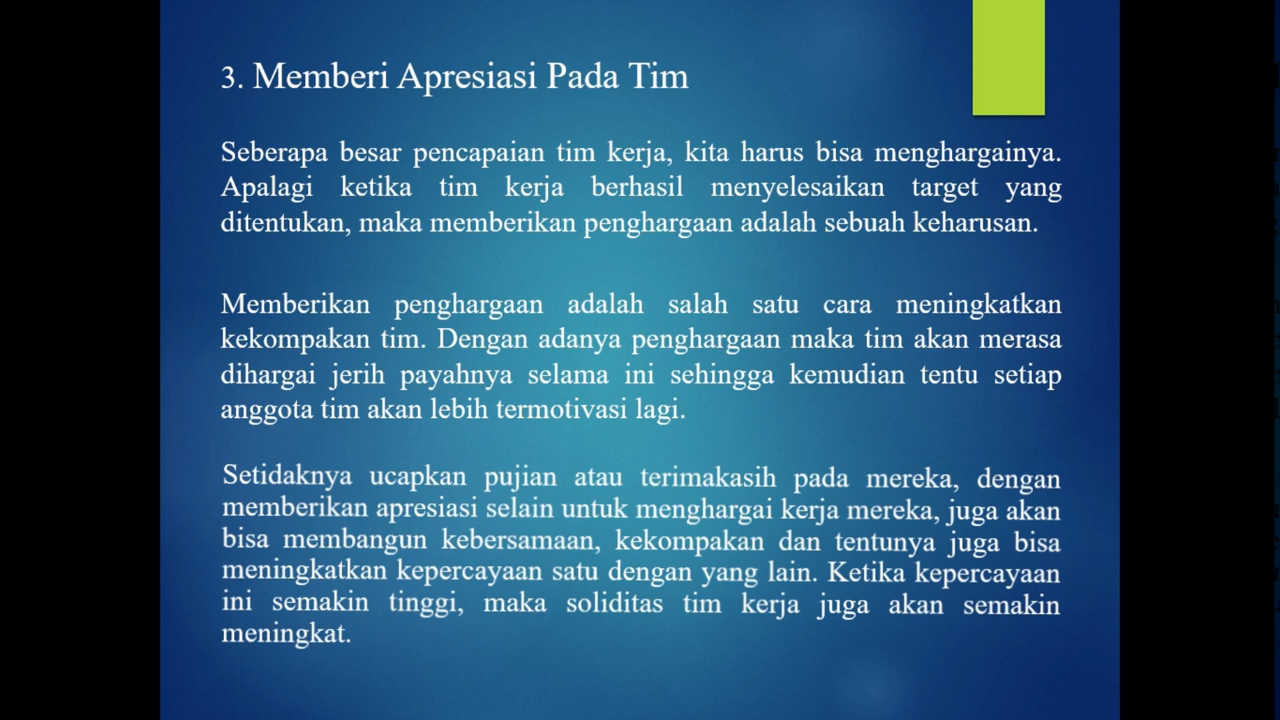 3. Memberi Apresiasi Pada Tim
Seberapa besar pencapaian tim kerja, kita harus bisa menghargainya.
Apalagi ketika tim kerja berhasil menyelesaikan target yang
ditentukan, maka memberikan penghargaan adalah sebuah keharusan.
Memberikan penghargaan adalah salah satu cara meningkatkan
kekompakan tim. Dengan adanya penghargaan maka tim akan merasa
dihargai jerih payahnya selama ini sehingga kemudian tentu setiap
anggota tim akan lebih termotivasi lagi.
Setidaknya ucapkan pujian atau terimakasih pada mereka, dengan
memberikan apresiasi selain untuk menghargai kerja mereka, juga akan
bisa membangun kebersamaan, kekompakan dan tentunya juga bisa
meningkatkan kepercayaan satu dengan yang lain. Ketika kepercayaan
ini semakin tinggi, maka soliditas tim kerja juga akan semakin
meningkat.